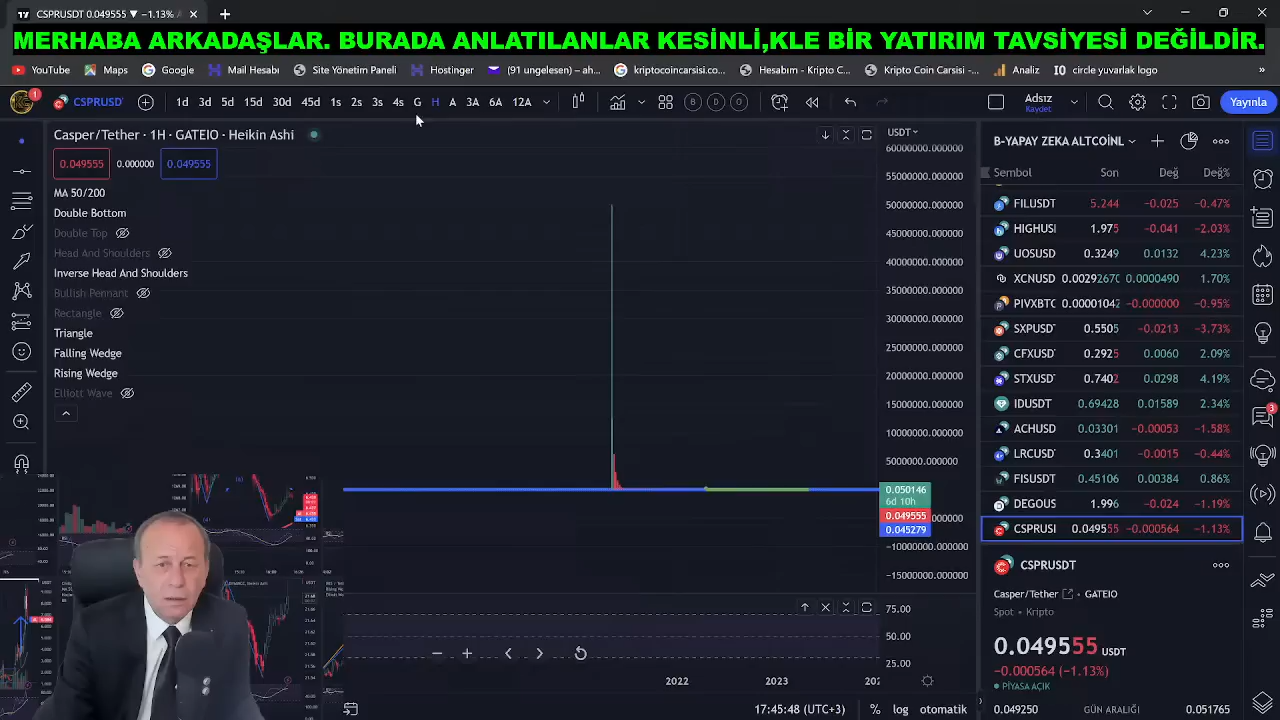 CSPRUSDT 0.049555 ▼ −1.13%
MERHABA ARKADAŞLAR. BURADA ANLATILANLAR KESİNLİ,KLE BİR YATIRIM TAVSİYESİ DEĞİLDİR.
YouTube Maps Google Mail Hesabı Site Yönetim Paneli Hostinger (91 ungelesen) – ah... kriptocoincarsisi.co... Hesabım - Kripto C... Kripto Coin Carsisi -... Analiz circle yuvarlak logo »
1 CSPRUSD 1d 3d 5d 15d 30d 45d 1s 2s 3s 4s G H A 3A 6A 12A B D O Adsız Kaydet Yayınla
Casper/Tether · 1H · GATEIO · Heikin Ashi
USDT
0.049555 0.000000 0.049555
MA 50/200
Double Bottom
Double Top
Head And Shoulders
Inverse Head And Shoulders
Bullish Pennant
Rectangle
Triangle
Falling Wedge
Rising Wedge
Elliott Wave
60000000.000000
55000000.000000
50000000.000000
45000000.000000
40000000.000000
35000000.000000
30000000.000000
25000000.000000
20000000.000000
15000000.000000
10000000.000000
5000000.000000
0.050146
6d 10h
0.049555
0.045279
−10000000.000000
−15000000.000000
75.00
50.00
25.00
2022 2023
17:45:48 (UTC+3) % log otomatik
B-YAPAY ZEKA ALTCOİNL
Sembol Son Değ Değ%
FILUSDT 5.244 −0.025 −0.47%
HIGHUSI 1.975 −0.041 −2.03%
UOSUSD 0.3249 0.0132 4.23%
XCNUSD 0.0029267( 0.0000490 1.70%
PIVXBTC 0.0000104 −0.000000 −0.95%
SXPUSD 0.5505 −0.0213 −3.73%
CFXUSD 0.2925 0.0060 2.09%
STXUSD 0.7402 0.0298 4.19%
IDUSDT 0.69428 0.01589 2.34%
ACHUSD 0.03301 −0.00053 −1.58%
LRCUSD 0.3401 −0.0015 −0.44%
FISUSDT 0.45106 0.00384 0.86%
DEGOUS 1.996 −0.024 −1.19%
CSPRUSI 0.049555 −0.000564 −1.13%
3
CSPRUSDT
Casper/Tether • GATEIO
Spot • Kripto
0.049555 USDT
−0.000564 (−1.13%)
PİYASA AÇIK
0.049250 GÜN ARALIĞI 0.051765